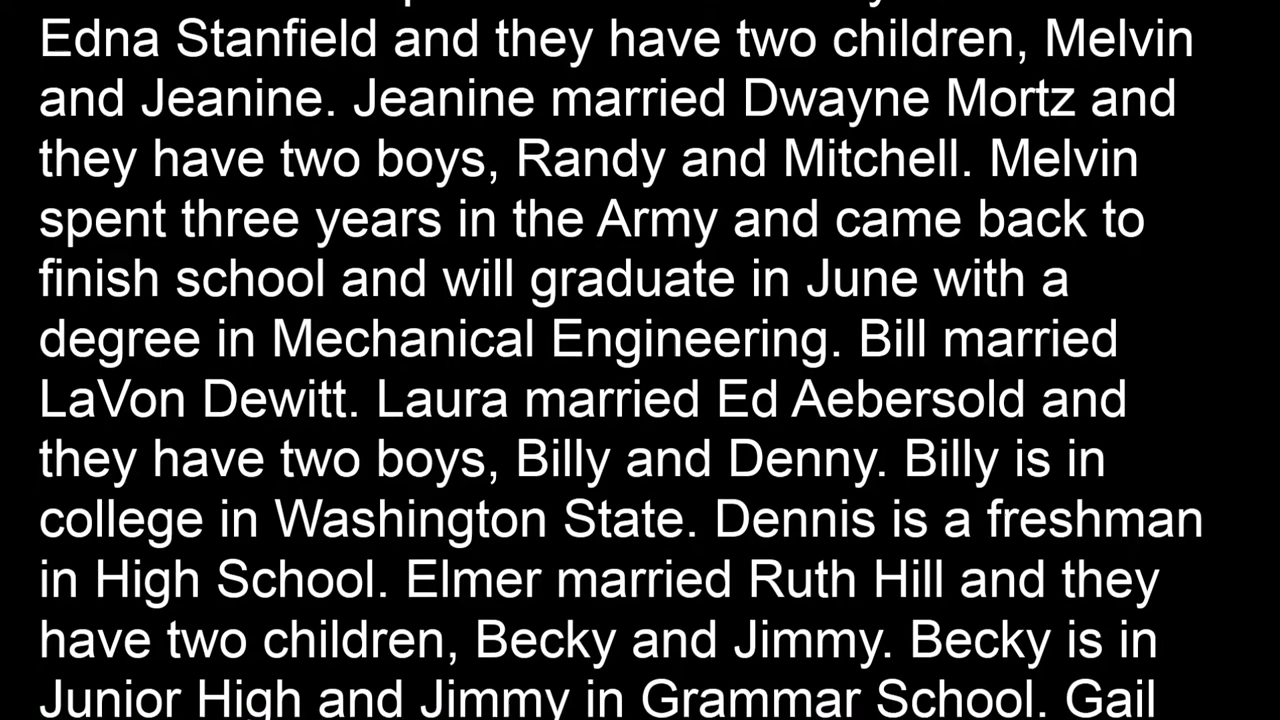 Edna Stanfield and they have two children, Melvin
and Jeanine. Jeanine married Dwayne Mortz and
they have two boys, Randy and Mitchell. Melvin
spent three years in the Army and came back to
finish school and will graduate in June with a
degree in Mechanical Engineering. Bill married
LaVon Dewitt. Laura married Ed Aebersold and
they have two boys, Billy and Denny. Billy is in
college in Washington State. Dennis is a freshman
in High School. Elmer married Ruth Hill and they
have two children, Becky and Jimmy. Becky is in
Junior High and Jimmy in Grammar School. Gail